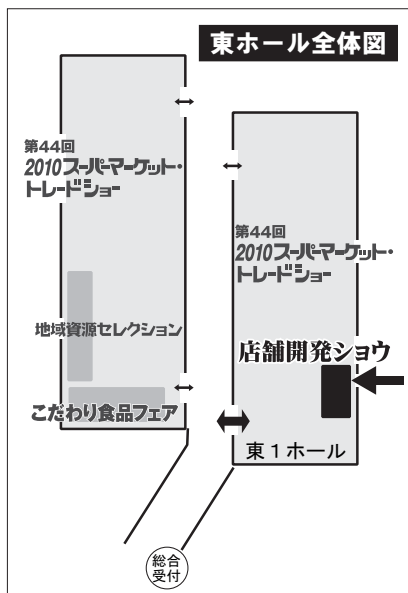 東ホール全体図
第44回
2010スーパーマーケット・
トレードショー
地域資源セレクション
こだわり食品フェア
第44回
2010スーパーマーケット・
トレードショー
店舗開発ショウ
東1ホール
総合
受付